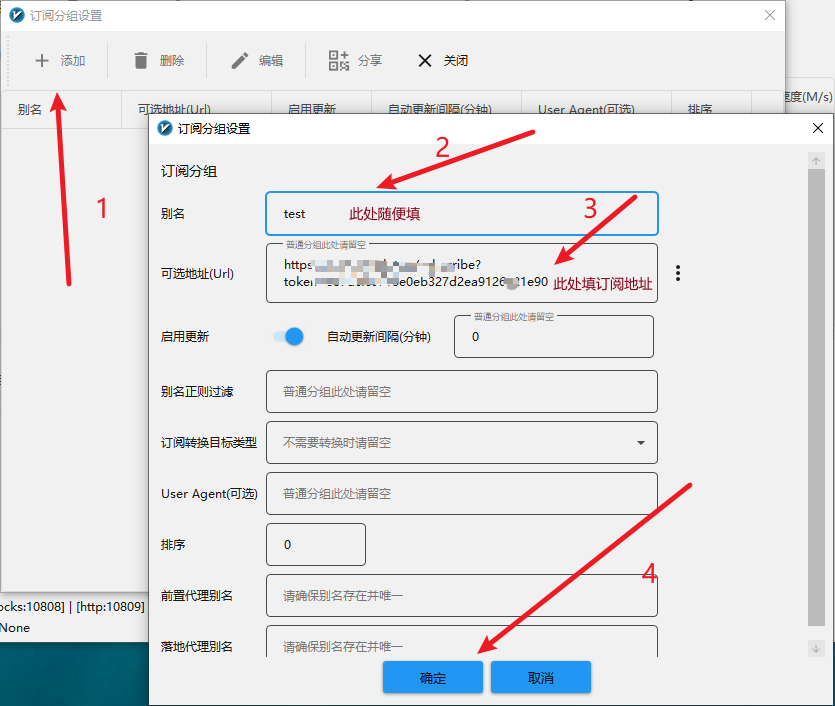 订阅分组设置
添加 删除 编辑 分享 关闭
别名 可选地址(Url) 启用更新 自动更新间隔(分钟) User Agent(可选) 排序 速度(M/s)
订阅分组设置
1
2
订阅分组
别名 test 此处随便填 3
普通分组此处请留空
可选地址(Url) https
token 327d2ea9126 1e90 此处填订阅地址
普通分组此处请留空
启用更新 自动更新间隔(分钟) 0
别名正则过滤 普通分组此处请留空
订阅转换目标类型 不需要转换时请留空
User Agent(可选) 普通分组此处请留空
排序 0
4
前置代理别名 请确保别名存在并唯一
ocks:10808] | [http:10809]
None
落地代理别名 请确保别名存在并唯一
确定 取消